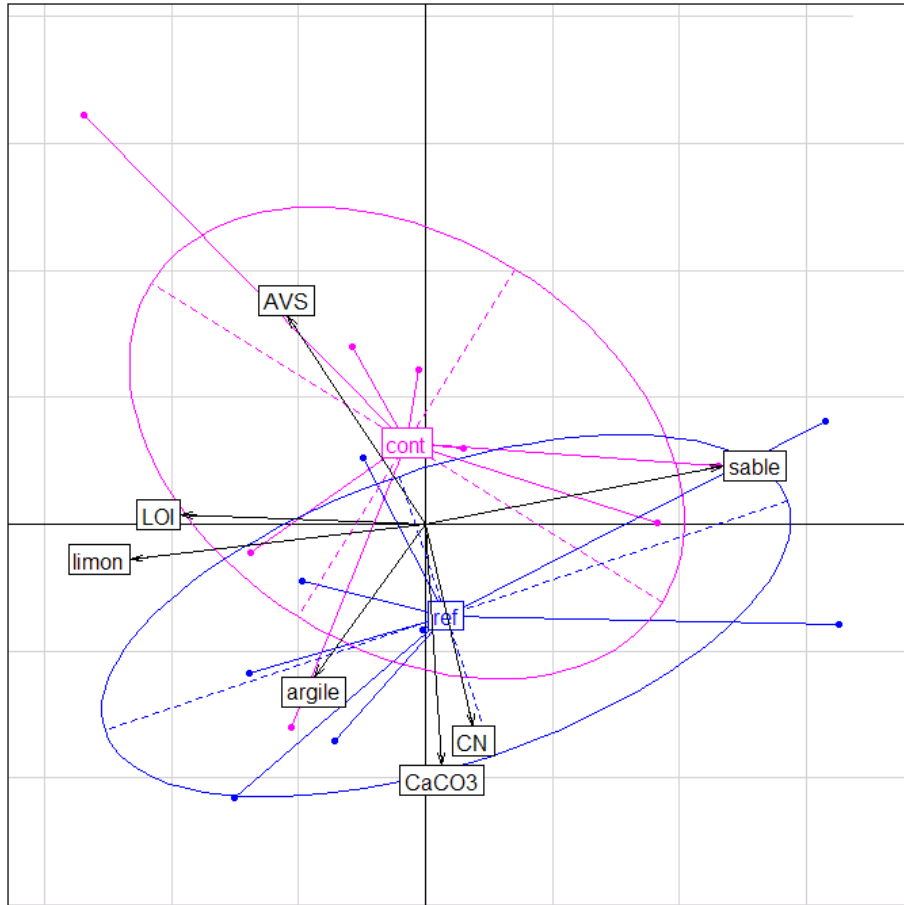 AVS
cont
sable
LOI
limon
ref
argile
CN
CaCO3